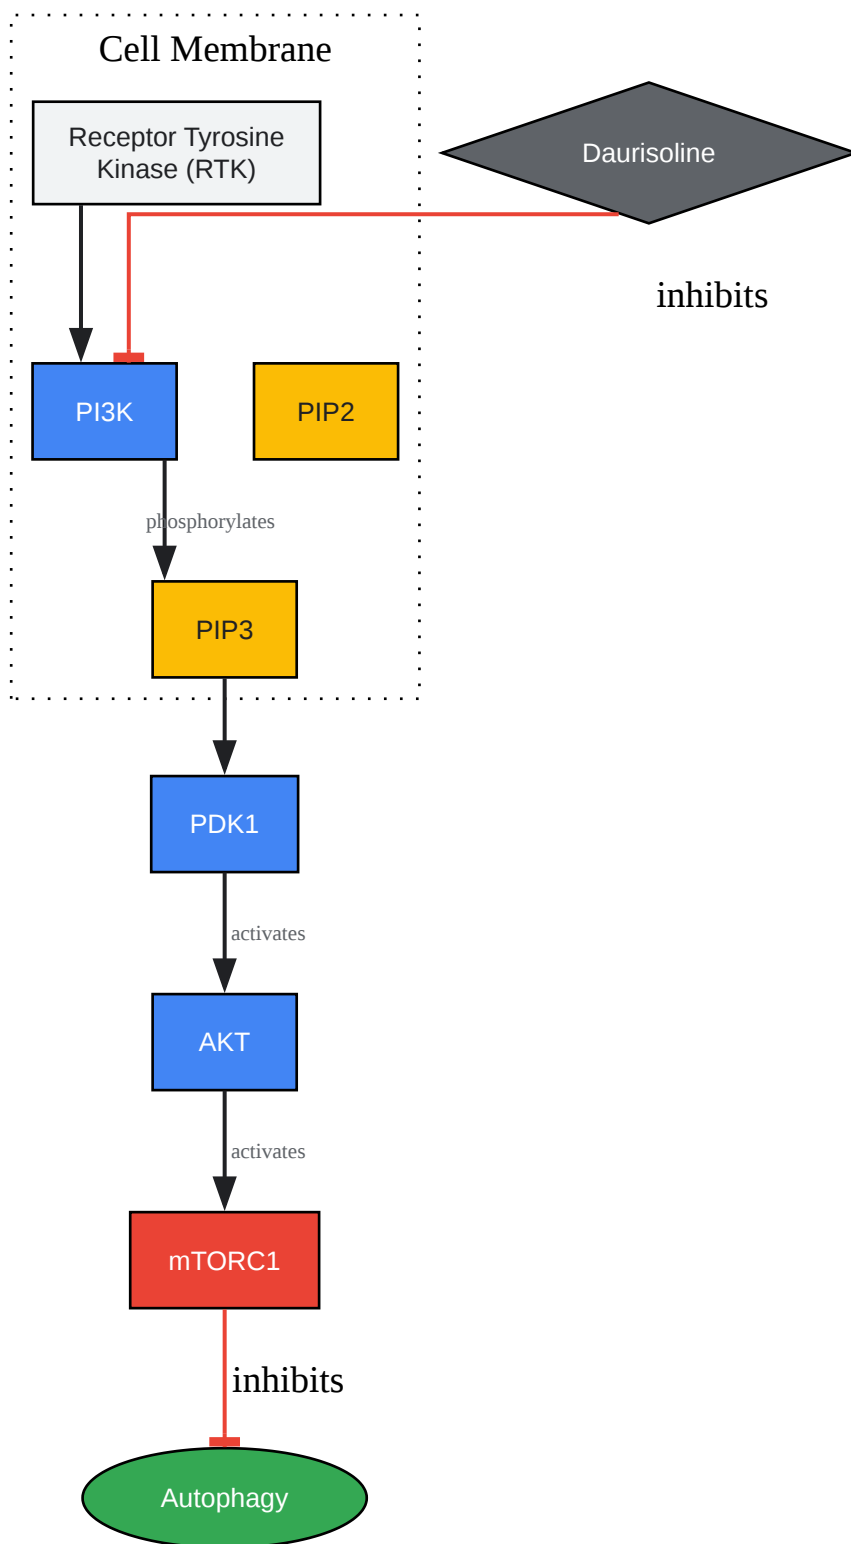 Cell Membrane
Receptor Tyrosine
Kinase (RTK)
Daurisoline
inhibits
PI3K
PIP2
phosphorylates
PIP3
PDK1
activates
AKT
activates
mTORC1
inhibits
Autophagy